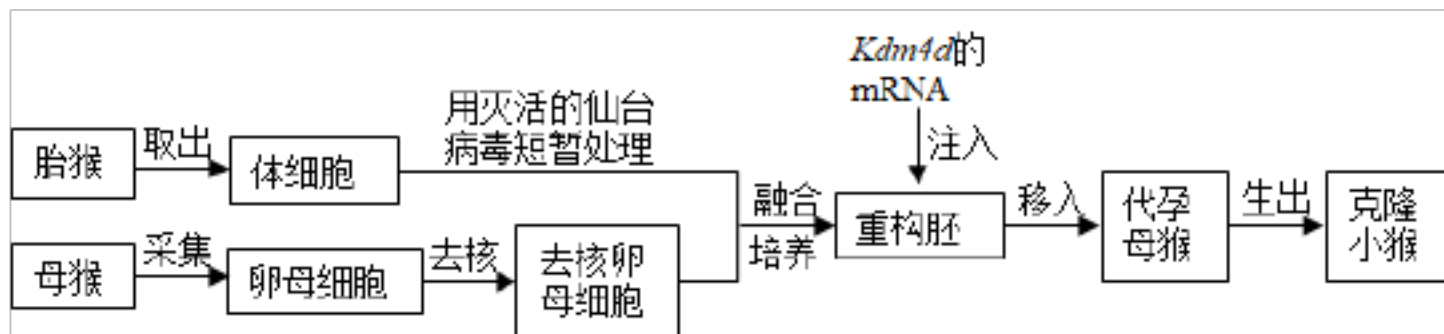 Kdm4d的
mRNA
用灭活的仙台
病毒短暂处理
注入
胎猴
取出
体细胞
融合
培养
重构胚
移入
代孕
母猴
生出
克隆
小猴
母猴
采集
卵母细胞
去核
去核卵
母细胞